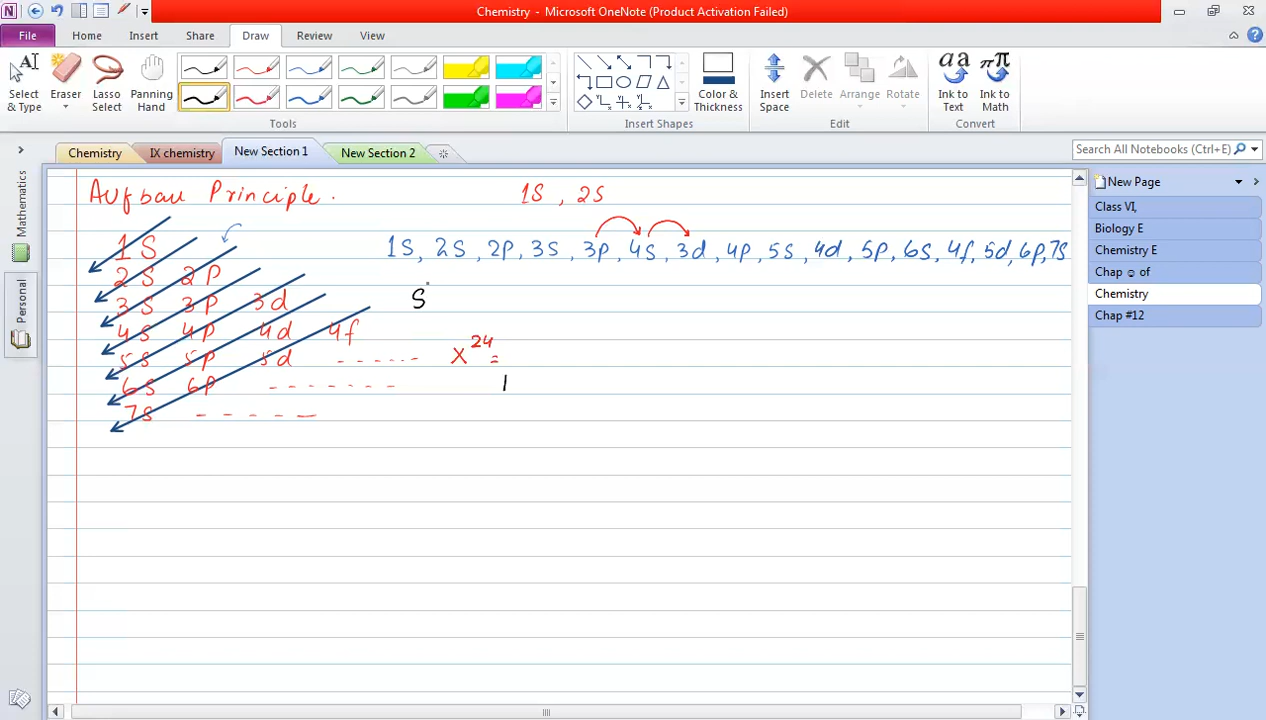 Chemistry - Microsoft OneNote (Product Activation Failed)
File Home Insert Share Draw Review View
Select & Type
Eraser
Lasso Select
Panning Hand
Color & Thickness
Insert Space
Delete
Arrange
Rotate
Ink to Text
Ink to Math
Tools
Insert Shapes
Edit
Convert
Chemistry
IX chemistry
New Section 1
New Section 2
Search All Notebooks (Ctrl+E)
Mathematics
Personal
New Page
Class VI,
Biology E
Chemistry E
Chap ☺ of
Chemistry
Chap #12
Aufbau Principle.
1S , 2S
1S, 2S, 2P, 3S, 3P, 4S, 3d, 4P, 5S, 4d, 5P, 6S, 4f, 5d, 6P, 7S
1S
2S 2P
3S 3P 3d
4S 4P 4d 4f
5S 5P 5d ------
6S 6P -------
7S -----
S
X²⁴ =
1